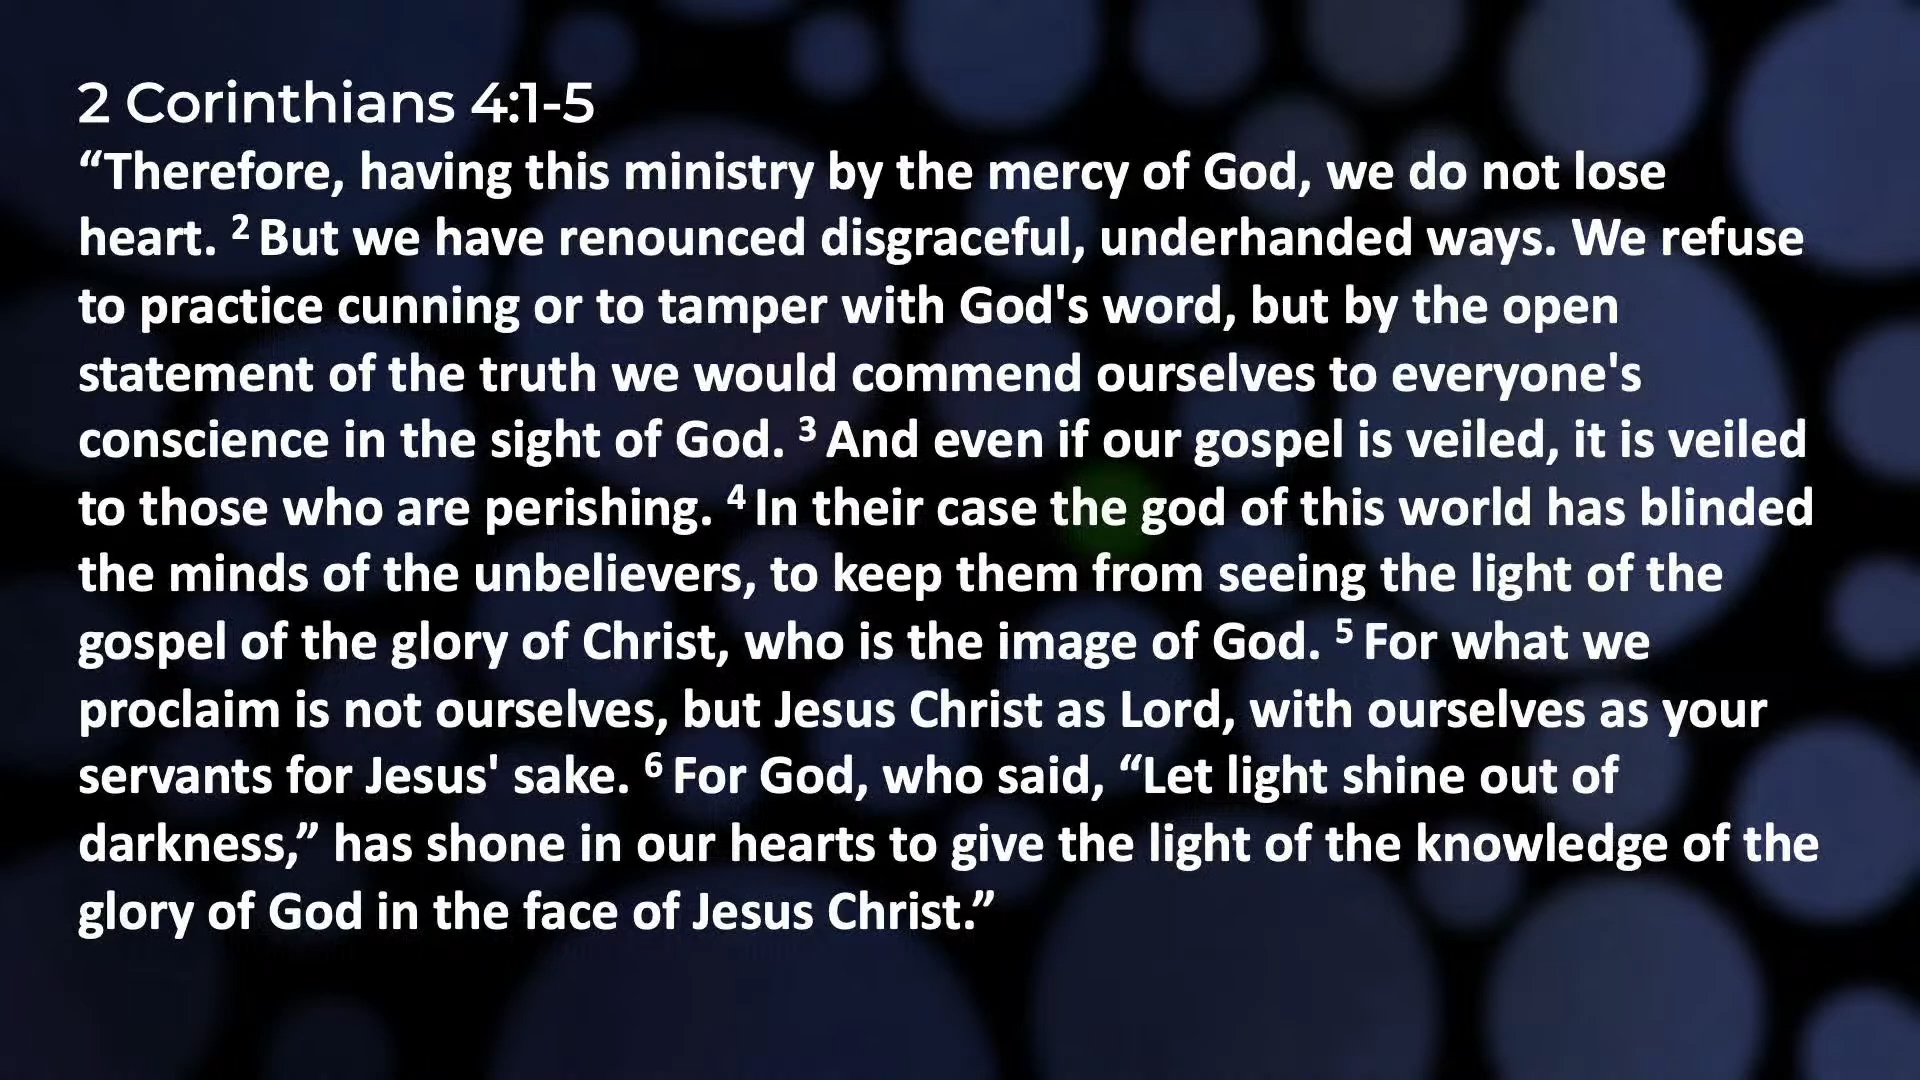 2 Corinthians 4:1-5
“Therefore, having this ministry by the mercy of God, we do not lose
heart. 2 But we have renounced disgraceful, underhanded ways. We refuse
to practice cunning or to tamper with God's word, but by the open
statement of the truth we would commend ourselves to everyone's
conscience in the sight of God. 3 And even if our gospel is veiled, it is veiled
to those who are perishing. 4 In their case the god of this world has blinded
the minds of the unbelievers, to keep them from seeing the light of the
gospel of the glory of Christ, who is the image of God. 5 For what we
proclaim is not ourselves, but Jesus Christ as Lord, with ourselves as your
servants for Jesus' sake. 6 For God, who said, “Let light shine out of
darkness,” has shone in our hearts to give the light of the knowledge of the
glory of God in the face of Jesus Christ.”